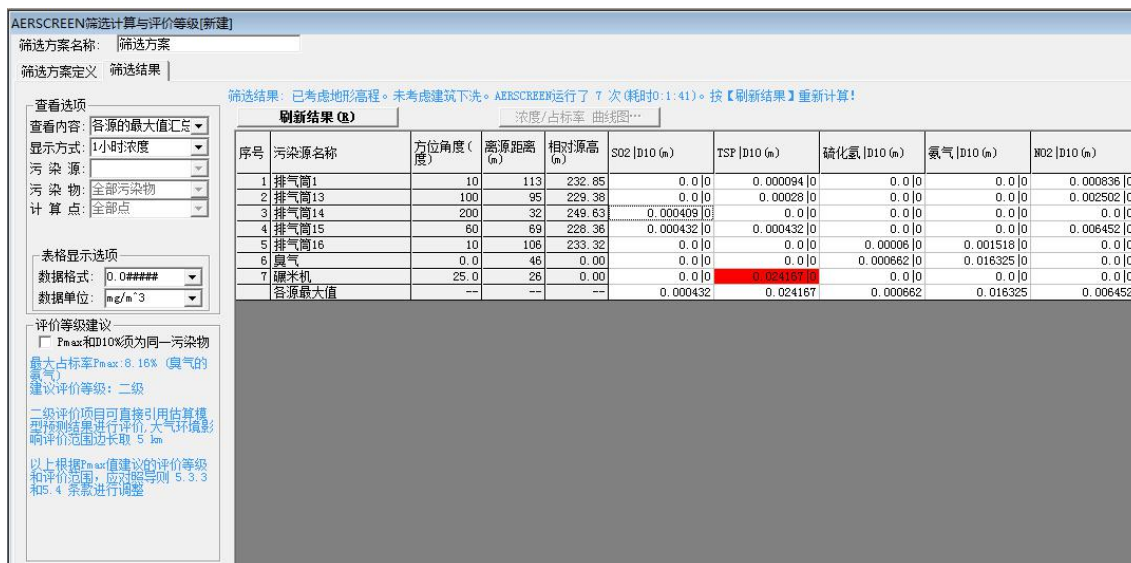 AERSCREEN筛选计算与评价等级[新建]
筛选方案名称: 筛选方案
筛选方案定义 筛选结果
筛选结果: 已考虑地形高程。未考虑建筑下洗。AERSCREEN运行了 7 次(耗时0:1:41)。按【刷新结果】重新计算!
刷新结果(R) 浓度/占标率 曲线图…
查看选项
查看内容: 各源的最大值汇总
显示方式: 1小时浓度
污 染 源:
污 染 物: 全部污染物
计 算 点: 全部点
表格显示选项
数据格式: 0.0#####
数据单位: mg/m^3
评价等级建议
Pmax和D10%须为同一污染物
最大占标率Pmax:8.16% (臭气的
氨气)
建议评价等级: 二级
二级评价项目可直接引用估算模
型预测结果进行评价,大气环境影
响评价范围边长取 5 km
以上根据Pmax值建议的评价等级
和评价范围,应对照导则 5.3.3
和5.4 条款进行调整
序号 污染源名称 方位角度(度) 离源距离(m) 相对源高(m) SO2|D10(m) TSP|D10(m) 硫化氢|D10(m) 氨气|D10(m) NO2|D10(m)
1 排气筒1 10 113 232.85 0.0|0 0.000094|0 0.0|0 0.0|0 0.000836|0
2 排气筒13 100 95 229.38 0.0|0 0.00028|0 0.0|0 0.0|0 0.002502|0
3 排气筒14 200 32 249.63 0.000409|0 0.0|0 0.0|0 0.0|0 0.0|0
4 排气筒15 60 69 228.36 0.000432|0 0.000432|0 0.0|0 0.0|0 0.006452|0
5 排气筒16 10 106 233.32 0.0|0 0.0|0 0.00006|0 0.001518|0 0.0|0
6 臭气 0.0 46 0.00 0.0|0 0.0|0 0.000662|0 0.016325|0 0.0|0
7 碾米机 25.0 26 0.00 0.0|0 0.024167|0 0.0|0 0.0|0 0.0|0
各源最大值 -- -- -- 0.000432 0.024167 0.000662 0.016325 0.006452